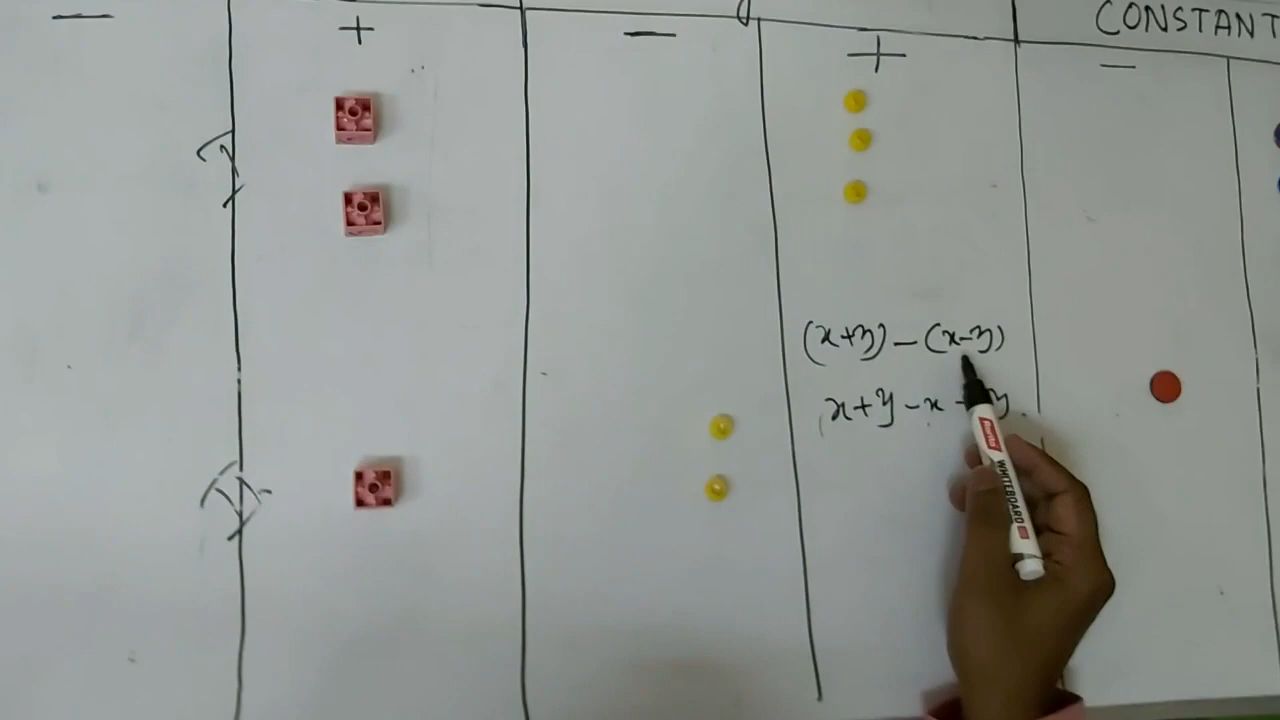 CONSTANT
− + − + −
(x+y)−(x−y)
x+y−x
WHITEBOARD